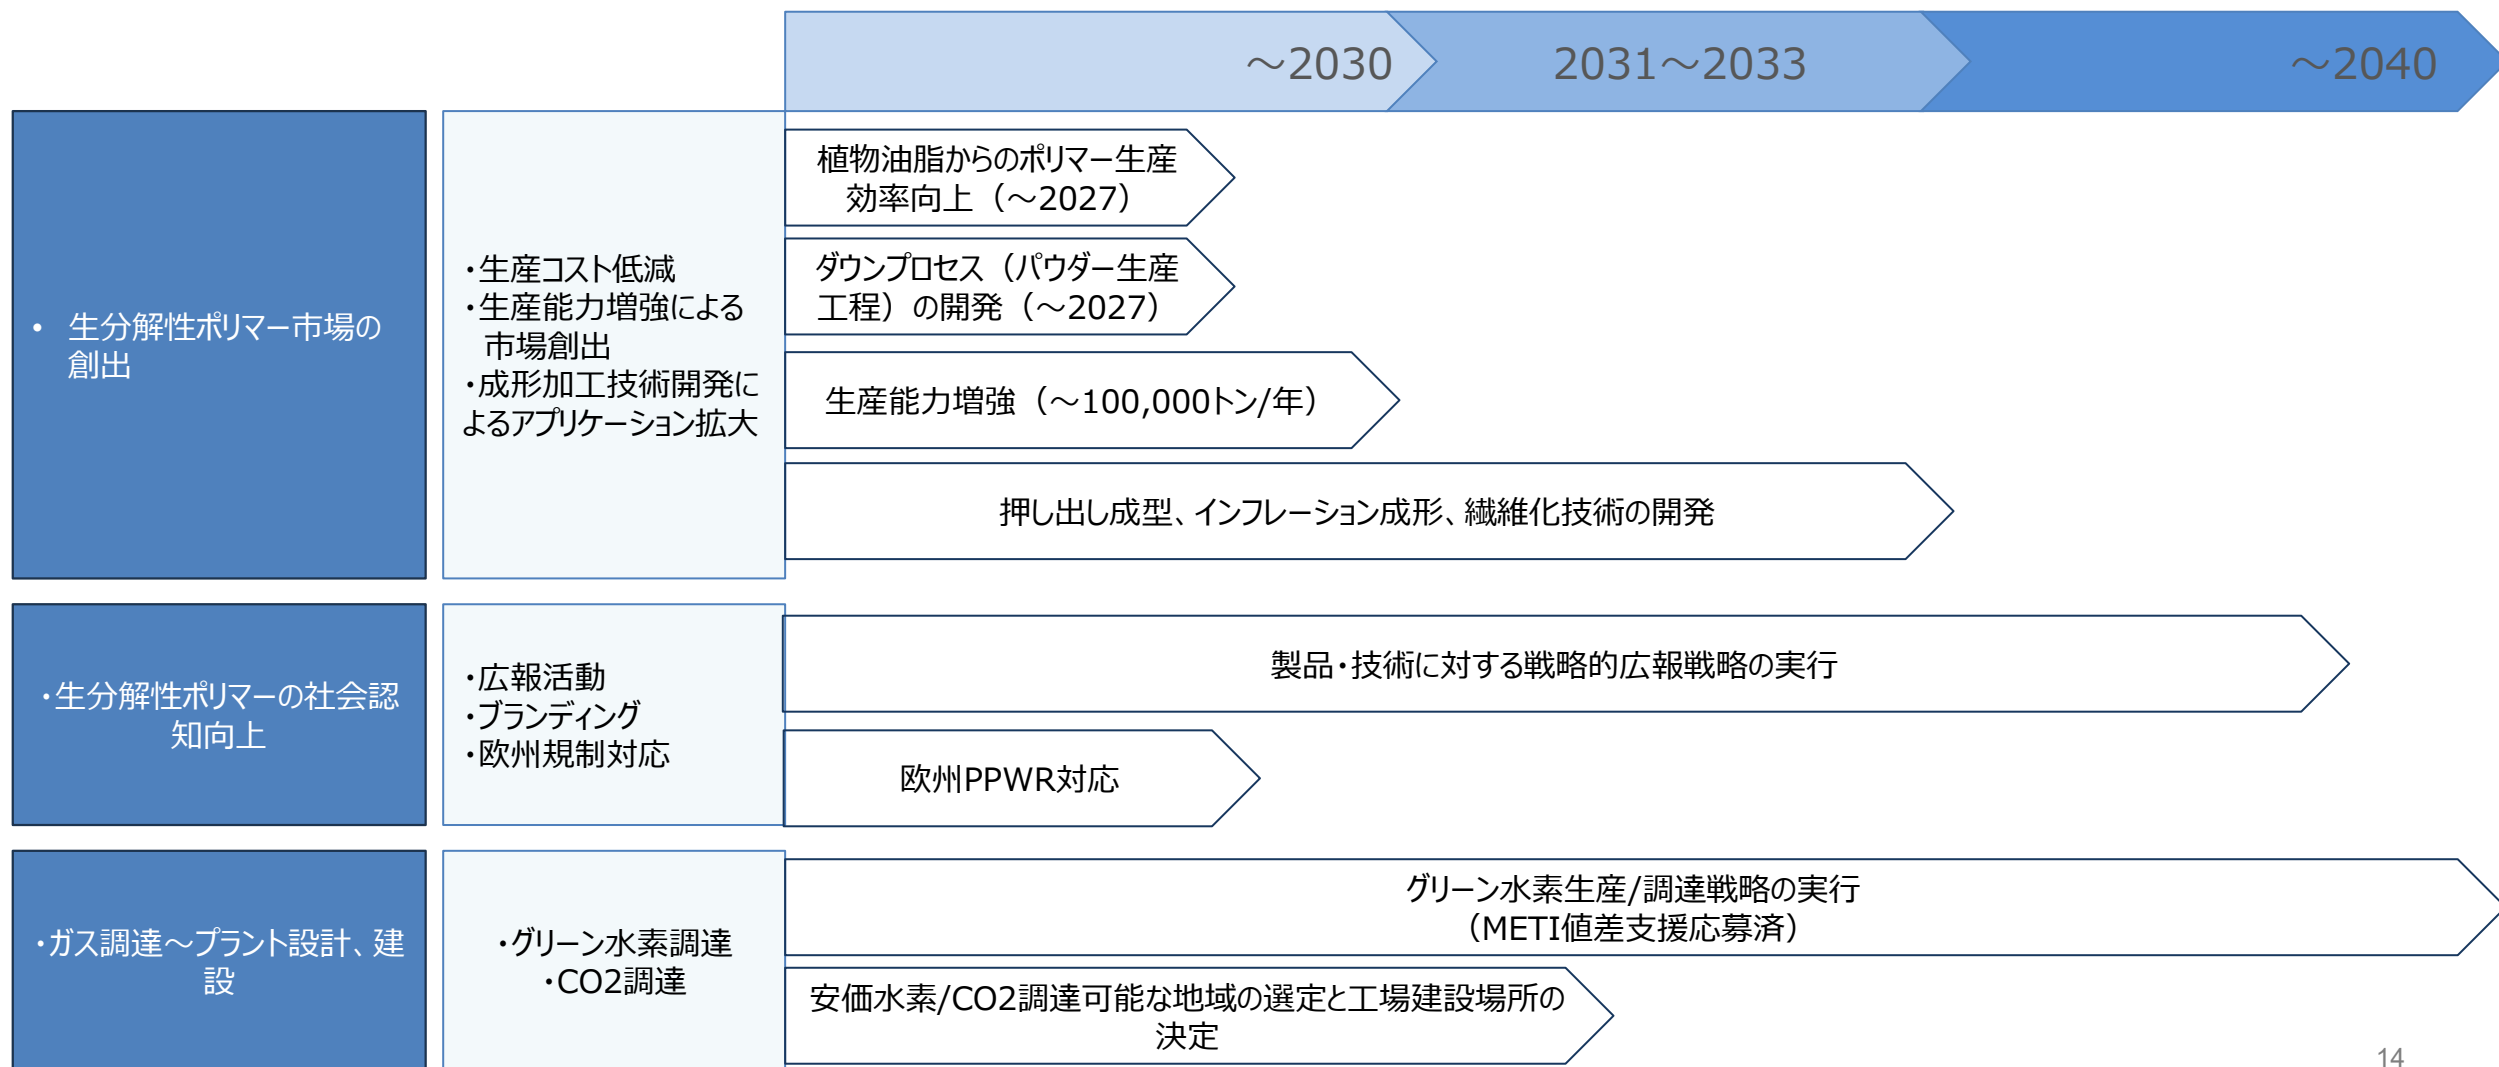 ～2030
2031～2033
～2040
• 生分解性ポリマー市場の
創出
・生産コスト低減
・生産能力増強による
市場創出
・成形加工技術開発に
よるアプリケーション拡大
植物油脂からのポリマー生産
効率向上（～2027）
ダウンプロセス（パウダー生産
工程）の開発（～2027）
生産能力増強（～100,000トン/年）
押し出し成型、インフレーション成形、繊維化技術の開発
・生分解性ポリマーの社会認
知向上
・広報活動
・ブランディング
・欧州規制対応
製品・技術に対する戦略的広報戦略の実行
欧州PPWR対応
・ガス調達～プラント設計、建
設
・グリーン水素調達
・CO2調達
グリーン水素生産/調達戦略の実行
（METI値差支援応募済）
安価水素/CO2調達可能な地域の選定と工場建設場所の
決定
14